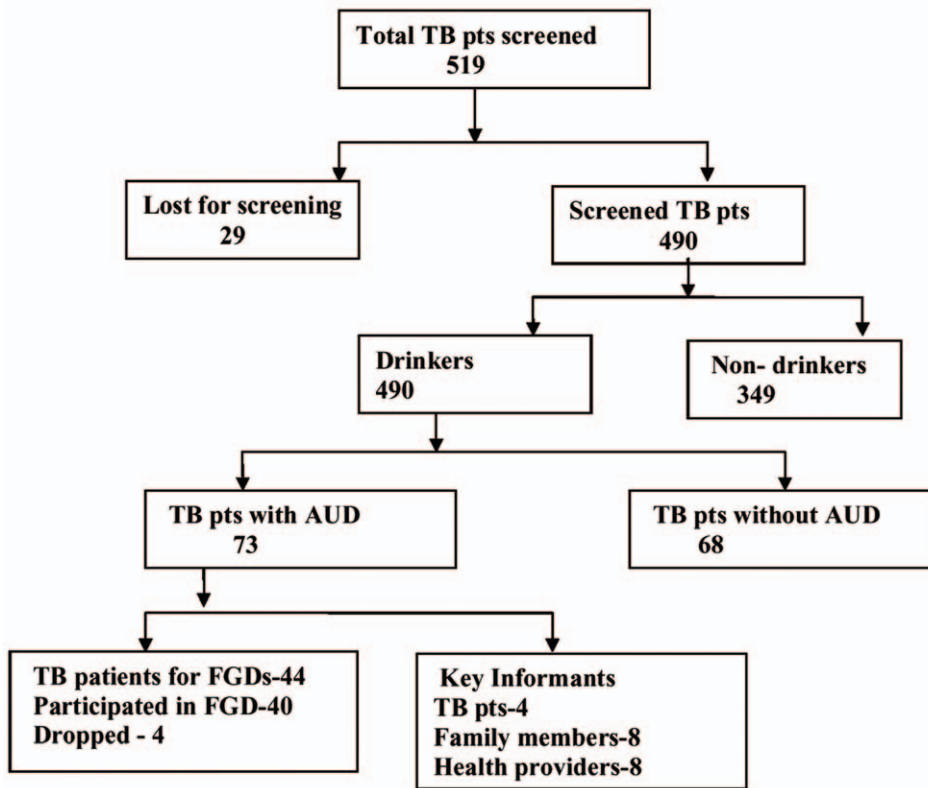 Total TB pts screened
519
Lost for screening
29
Screened TB pts
490
Drinkers
490
Non- drinkers
349
TB pts with AUD
73
TB pts without AUD
68
TB patients for FGDs-44
Participated in FGD-40
Dropped - 4
Key Informants
TB pts-4
Family members-8
Health providers-8